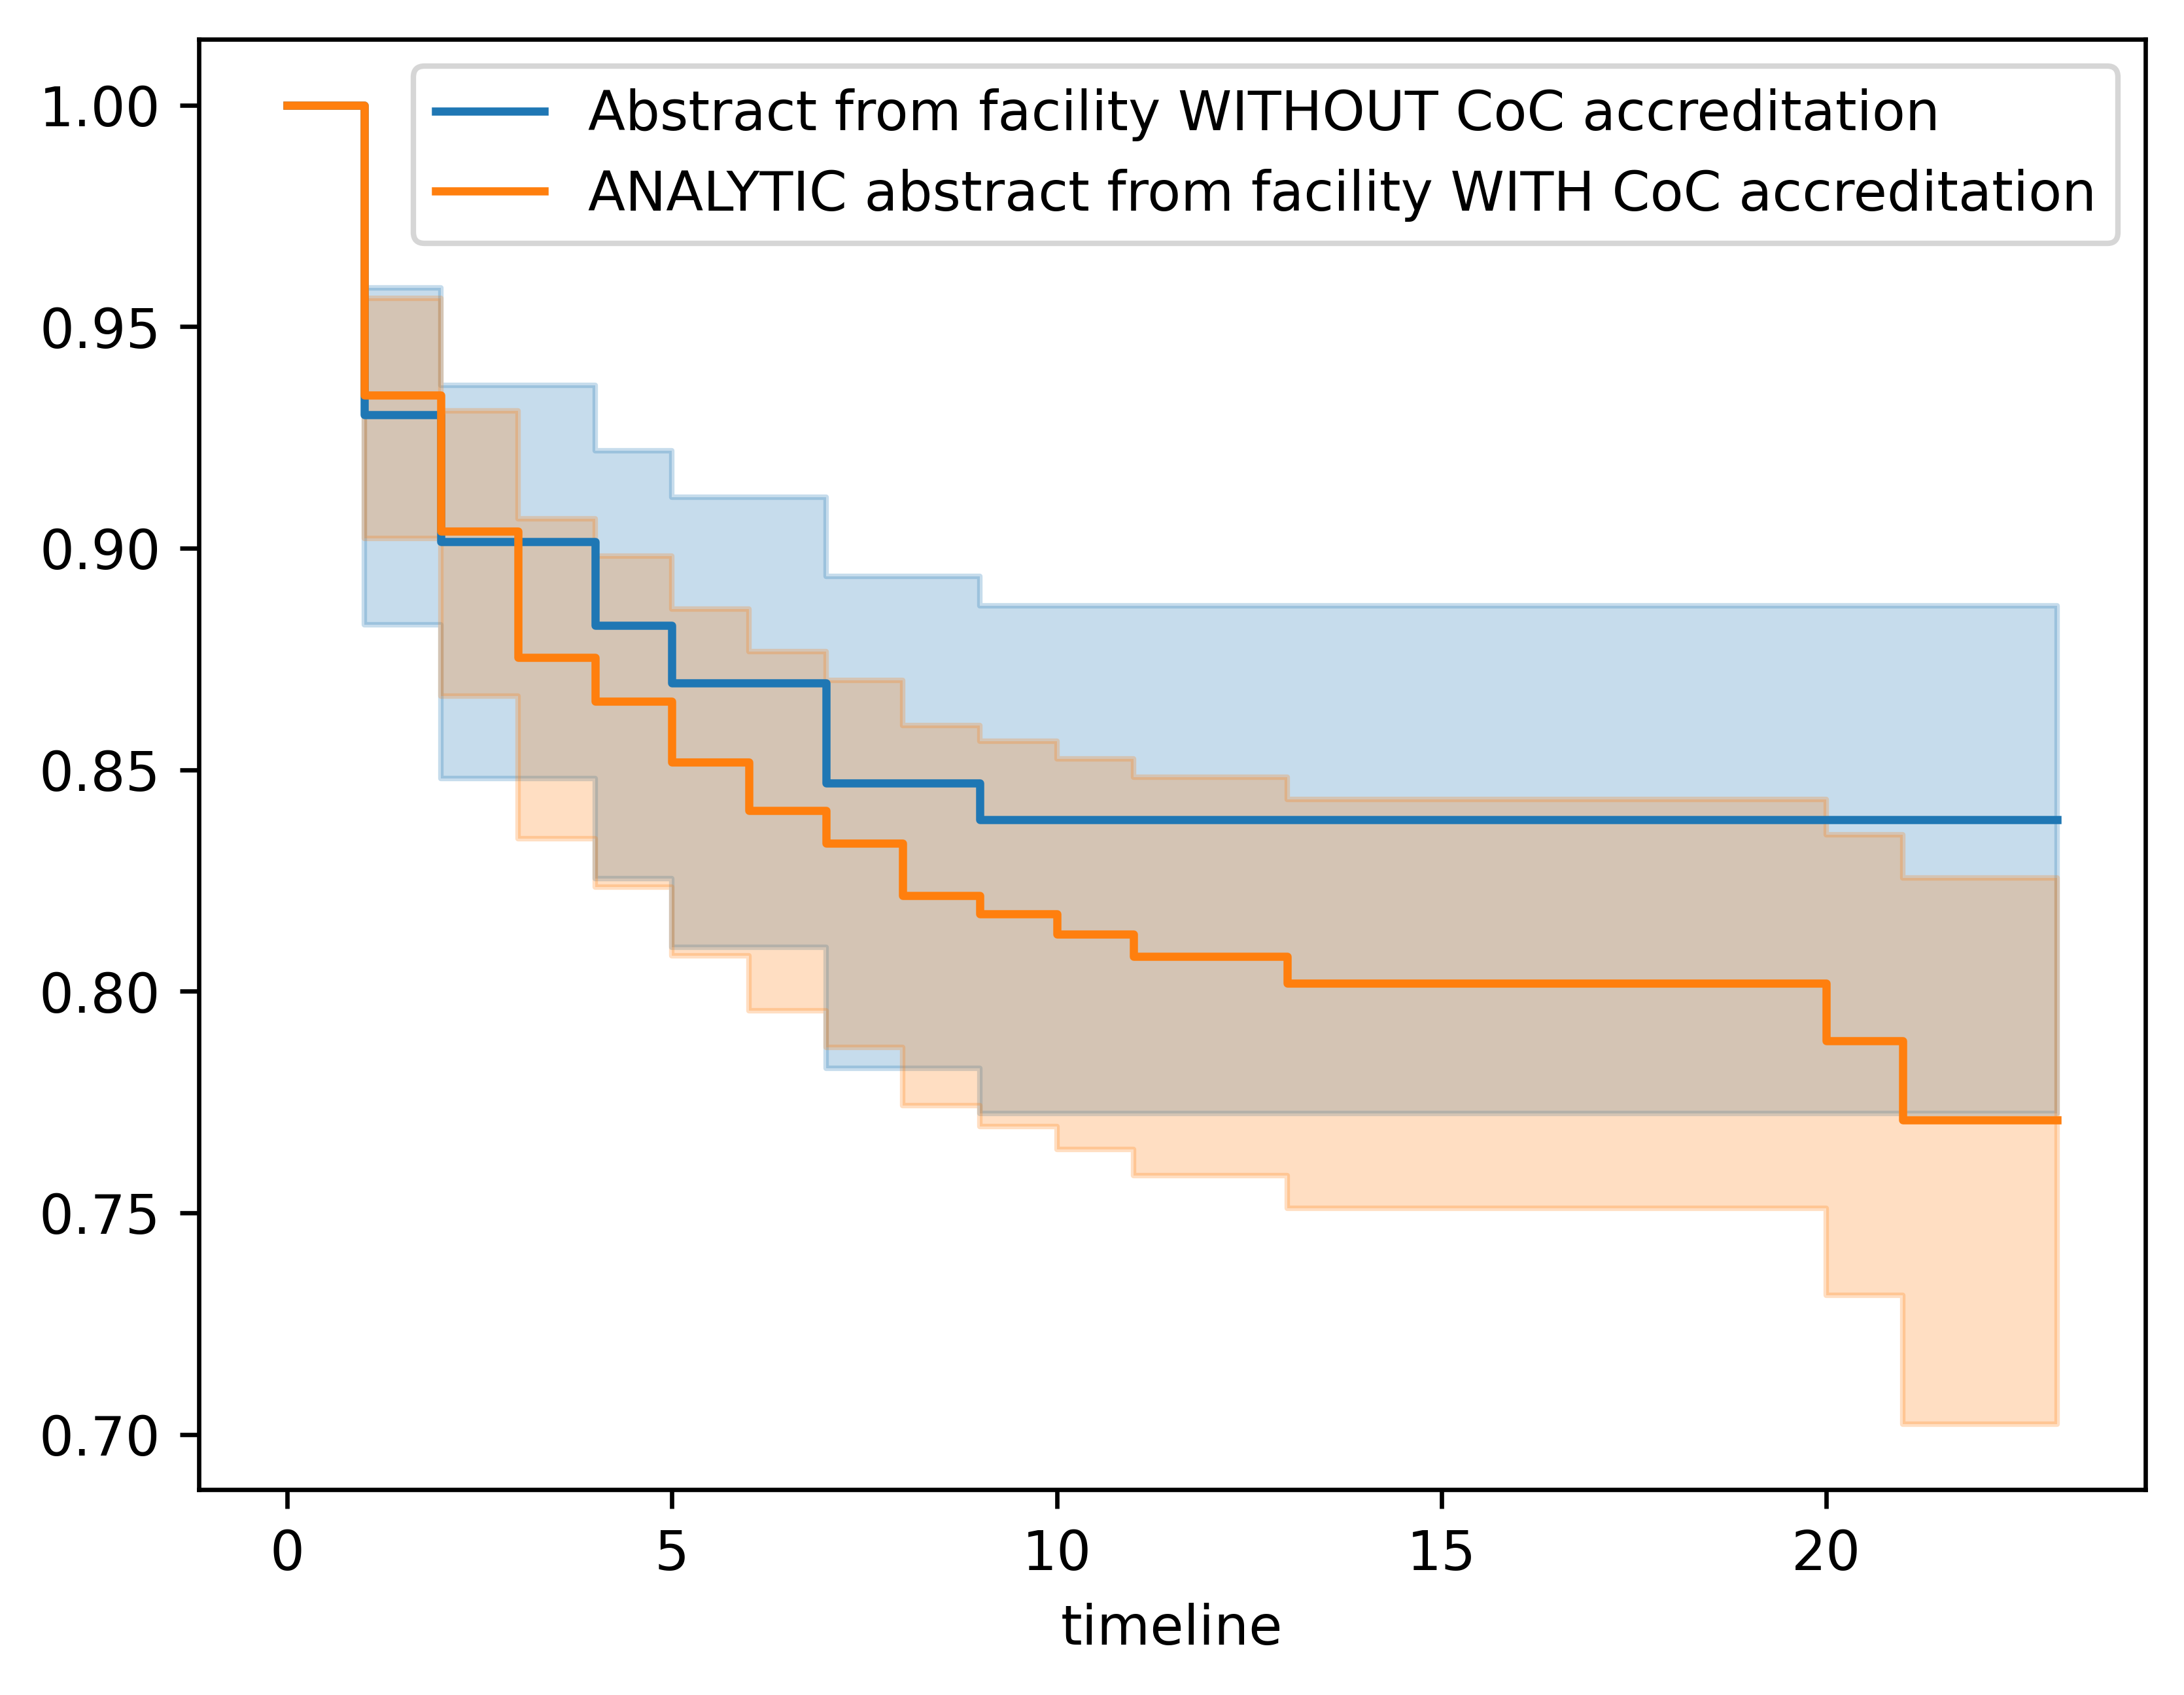 Abstract from facility WITHOUT CoC accreditation
ANALYTIC abstract from facility WITH CoC accreditation
1.00
0.95
0.90
0.85
0.80
0.75
0.70
0 5 10 15 20
timeline